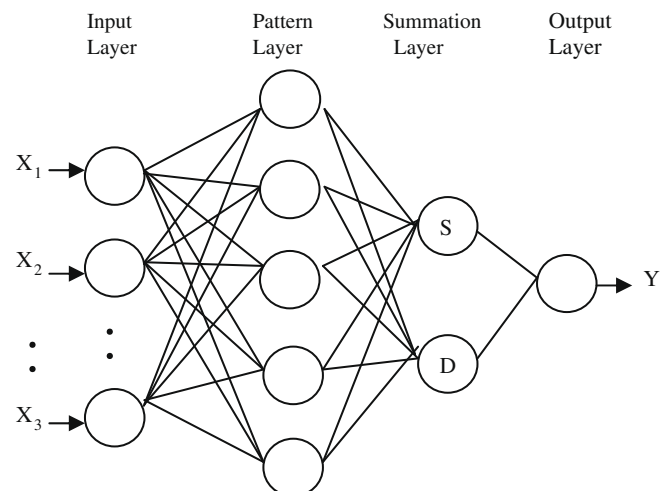 Input Layer
Pattern Layer
Summation Layer
Output Layer
X1
X2
X3
S
D
Y